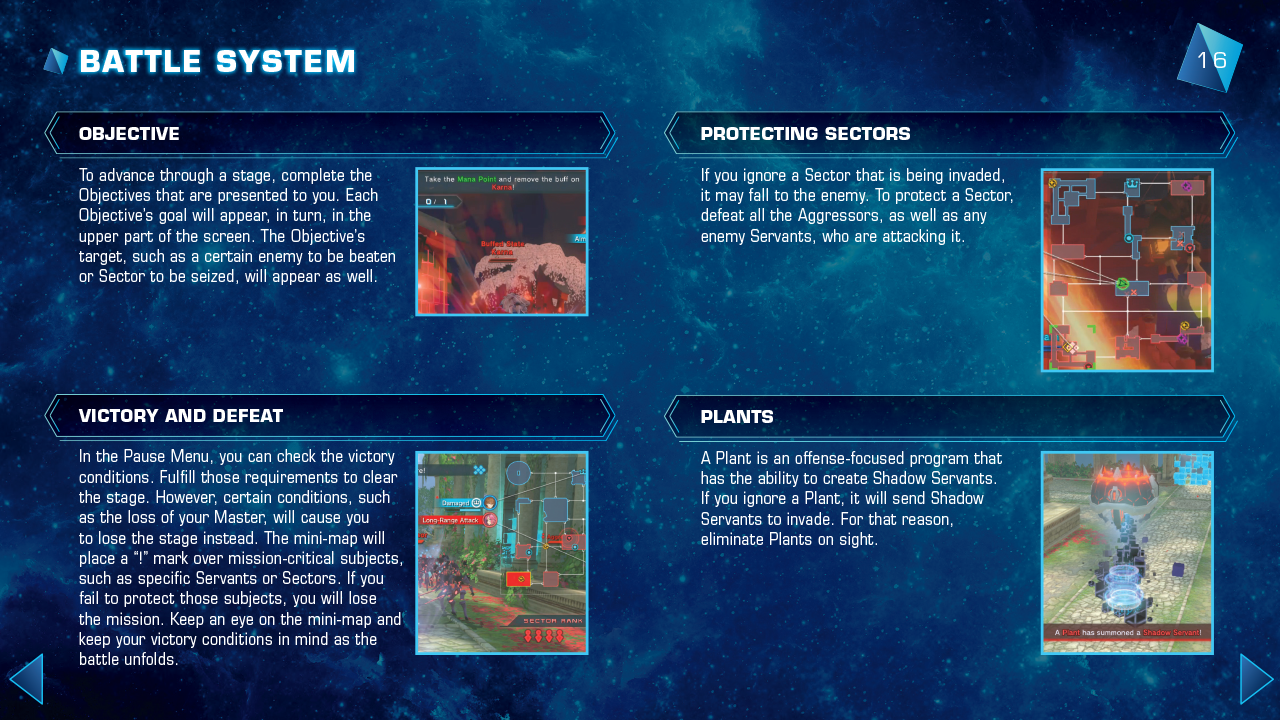 BATTLE SYSTEM
16
OBJECTIVE
To advance through a stage, complete the
Objectives that are presented to you. Each
Objective's goal will appear, in turn, in the
upper part of the screen. The Objective's
target, such as a certain enemy to be beaten
or Sector to be seized, will appear as well.
Take the Mana Point and remove the buff on
Karna!
0 / 1
Buffed State
Karna
VICTORY AND DEFEAT
In the Pause Menu, you can check the victory
conditions. Fulfill those requirements to clear
the stage. However, certain conditions, such
as the loss of your Master, will cause you
to lose the stage instead. The mini-map will
place a “!” mark over mission-critical subjects,
such as specific Servants or Sectors. If you
fail to protect those subjects, you will lose
the mission. Keep an eye on the mini-map and
keep your victory conditions in mind as the
battle unfolds.
Damaged
Long-Range Attack
SECTOR RANK
PROTECTING SECTORS
If you ignore a Sector that is being invaded,
it may fall to the enemy. To protect a Sector,
defeat all the Aggressors, as well as any
enemy Servants, who are attacking it.
PLANTS
A Plant is an offense-focused program that
has the ability to create Shadow Servants.
If you ignore a Plant, it will send Shadow
Servants to invade. For that reason,
eliminate Plants on sight.
A Plant has summoned a Shadow Servant!